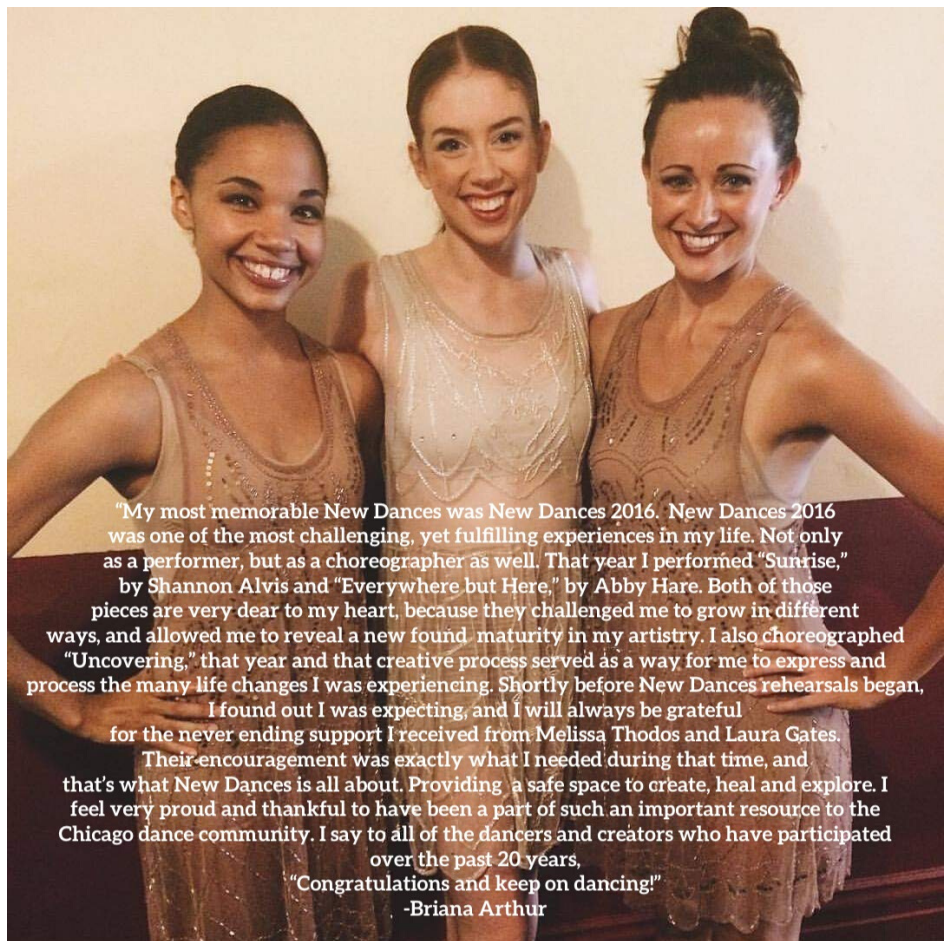 “My most memorable New Dances was New Dances 2016.  New Dances 2016
was one of the most challenging, yet fulfilling experiences in my life. Not only
as a performer, but as a choreographer as well. That year I performed “Sunrise,”
by Shannon Alvis and “Everywhere but Here,” by Abby Hare. Both of those
pieces are very dear to my heart, because they challenged me to grow in different
ways, and allowed me to reveal a new found  maturity in my artistry. I also choreographed
“Uncovering,” that year and that creative process served as a way for me to express and
process the many life changes I was experiencing. Shortly before New Dances rehearsals began,
I found out I was expecting, and I will always be grateful
for the never ending support I received from Melissa Thodos and Laura Gates.
Their encouragement was exactly what I needed during that time, and
that’s what New Dances is all about. Providing  a safe space to create, heal and explore. I
feel very proud and thankful to have been a part of such an important resource to the
Chicago dance community. I say to all of the dancers and creators who have participated
over the past 20 years,
“Congratulations and keep on dancing!”
-Briana Arthur